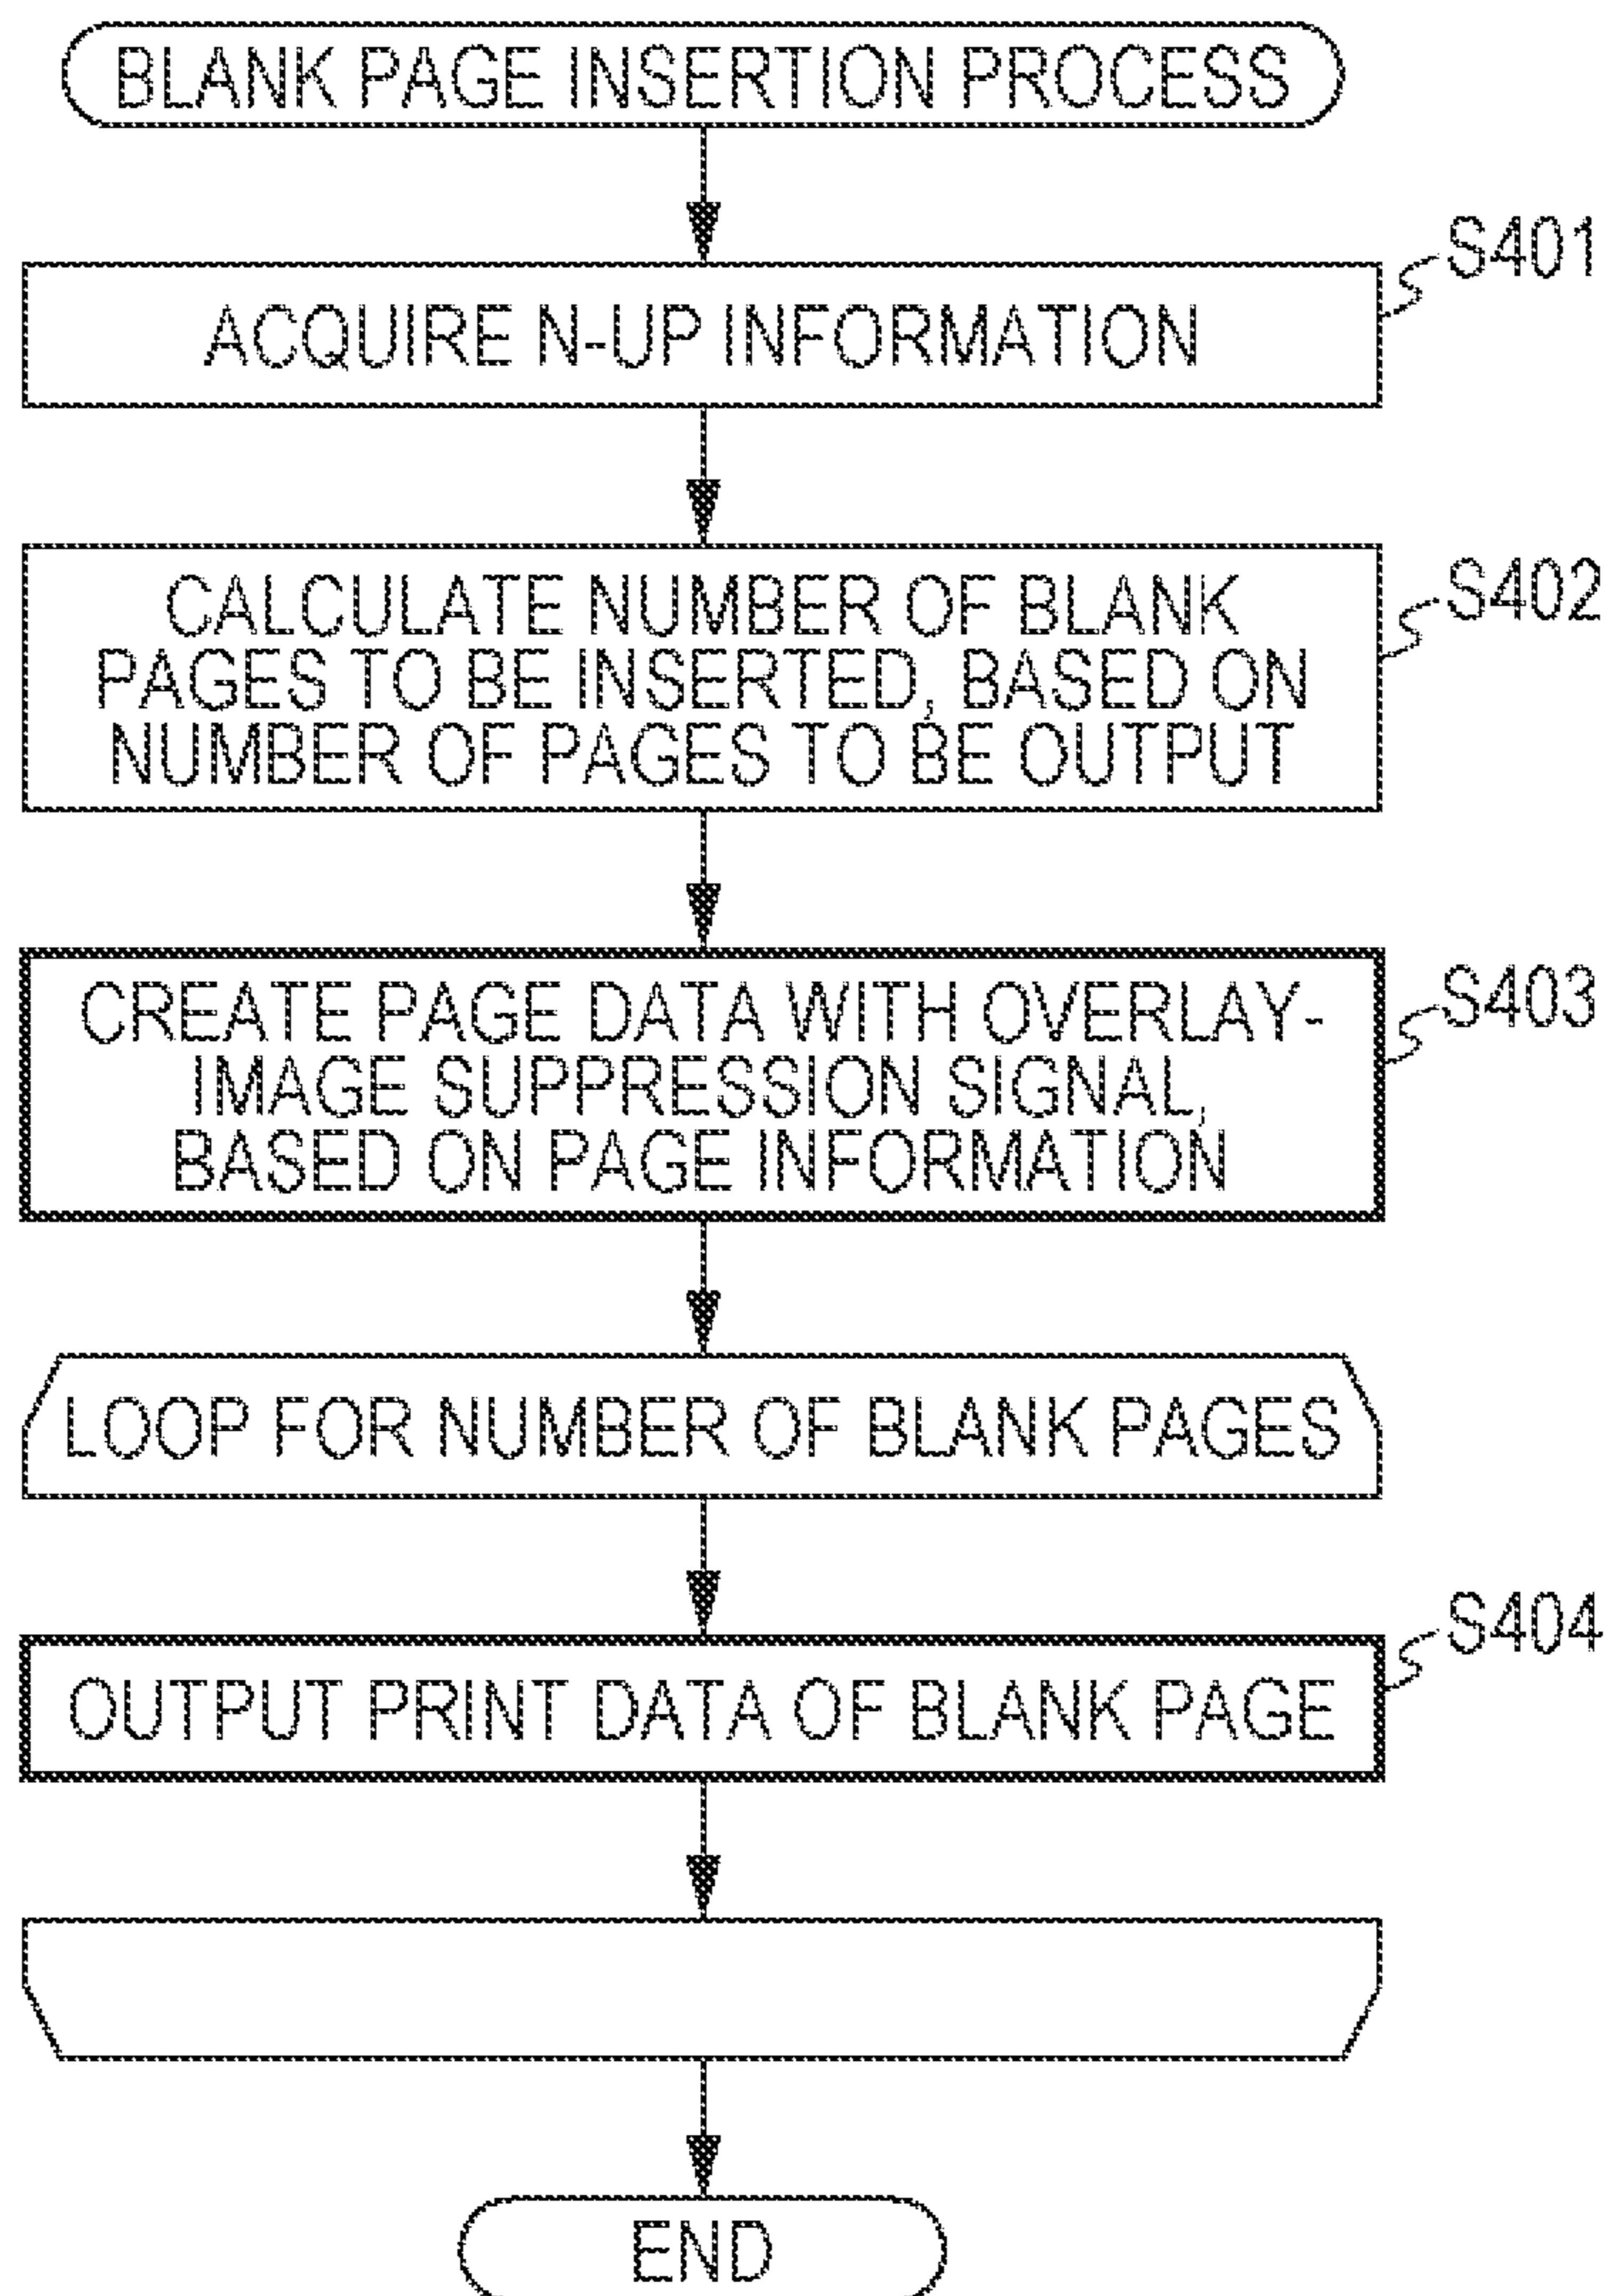 BLANK PAGE INSERTION PROCESS
S401
ACQUIRE N-UP INFORMATION
S402
CALCULATE NUMBER OF BLANK
PAGES TO BE INSERTED, BASED ON
NUMBER OF PAGES TO BE OUTPUT
S403
CREATE PAGE DATA WITH OVERLAY-
IMAGE SUPPRESSION SIGNAL,
BASED ON PAGE INFORMATION
LOOP FOR NUMBER OF BLANK PAGES
S404
OUTPUT PRINT DATA OF BLANK PAGE
END